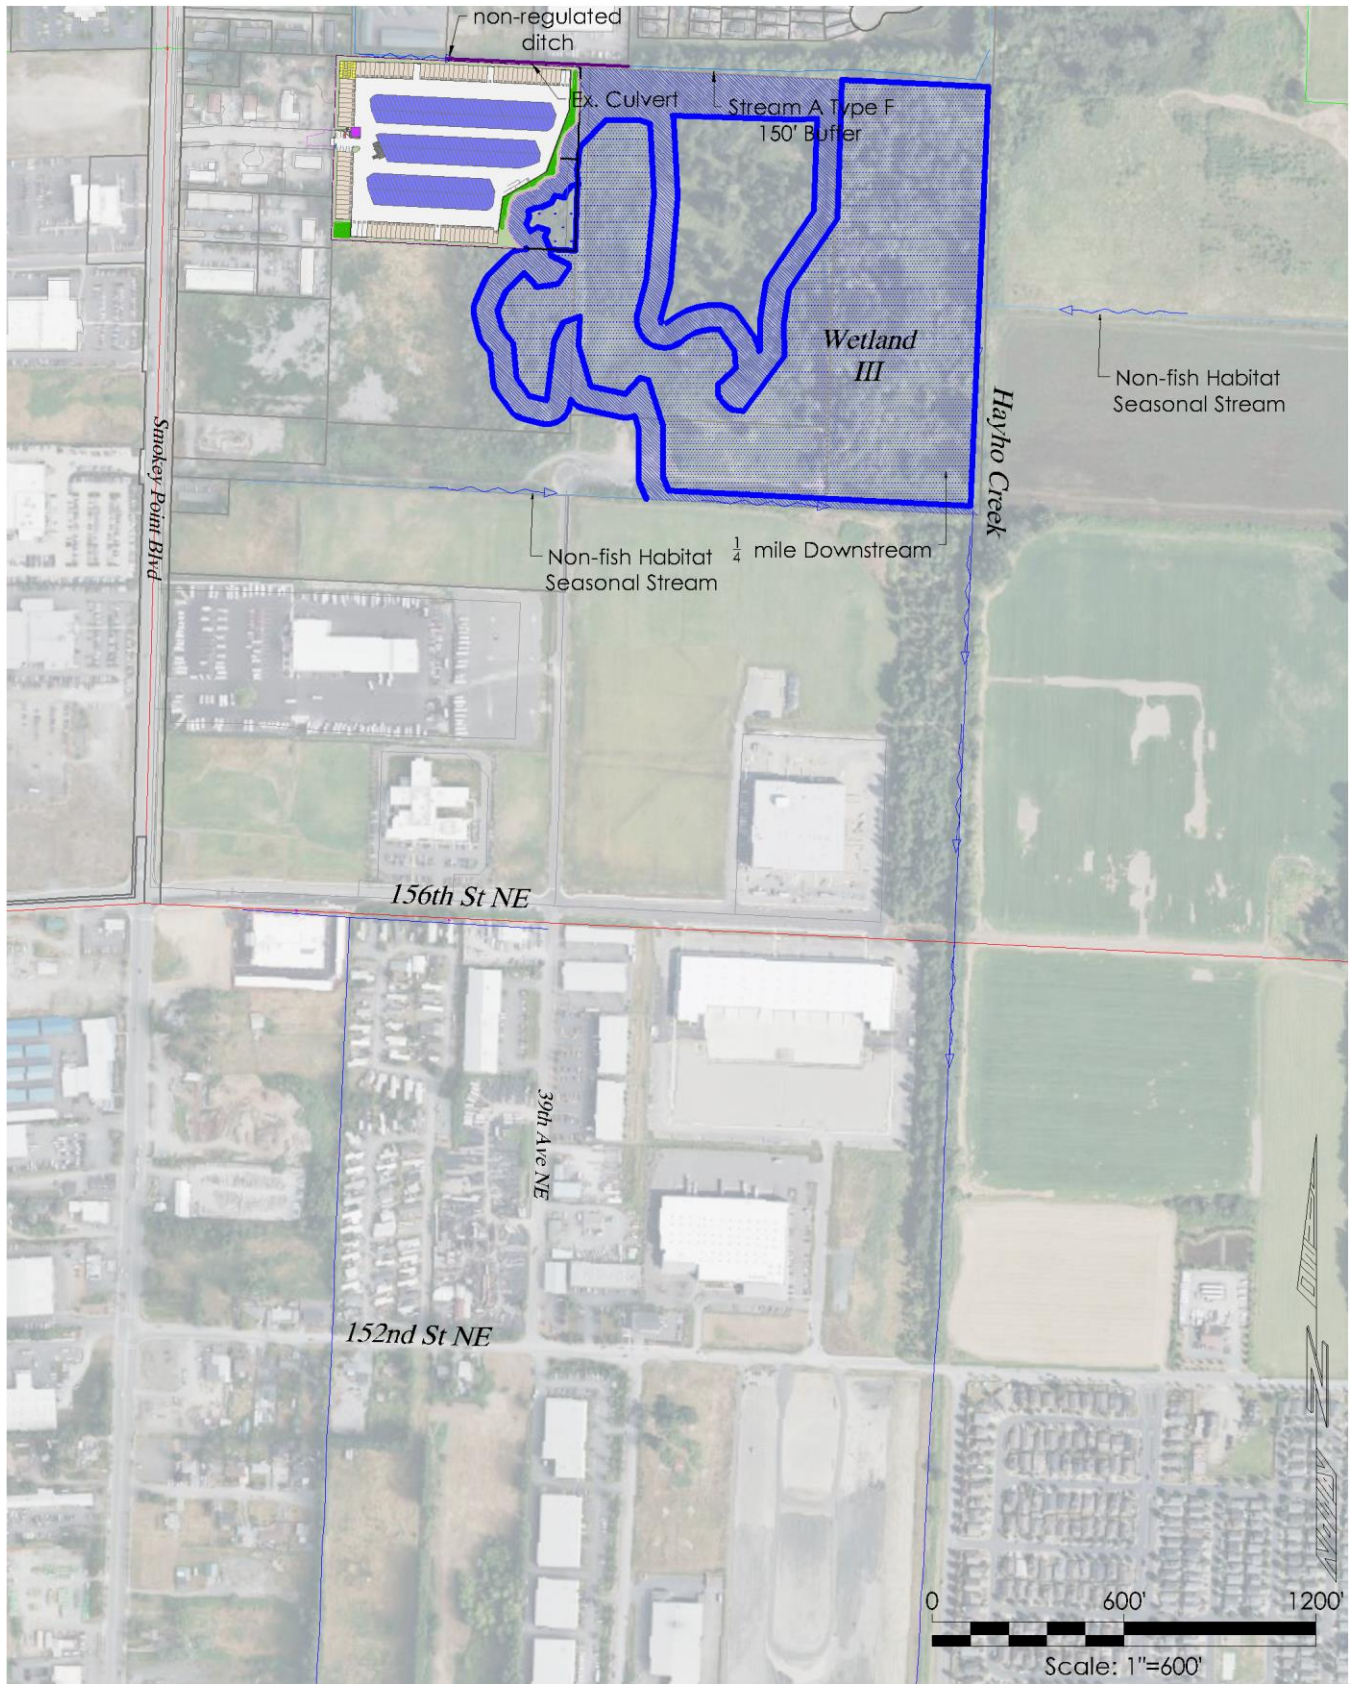 non-regulated
ditch
Ex. Culvert
Stream A Type F
150' Buffer
Wetland
III
Non-fish Habitat
Seasonal Stream
Hayho Creek
Smokey Point Blvd
Non-fish Habitat
Seasonal Stream
1/4 mile Downstream
156th St NE
39th Ave NE
152nd St NE
N
0 600' 1200'
Scale: 1"=600'